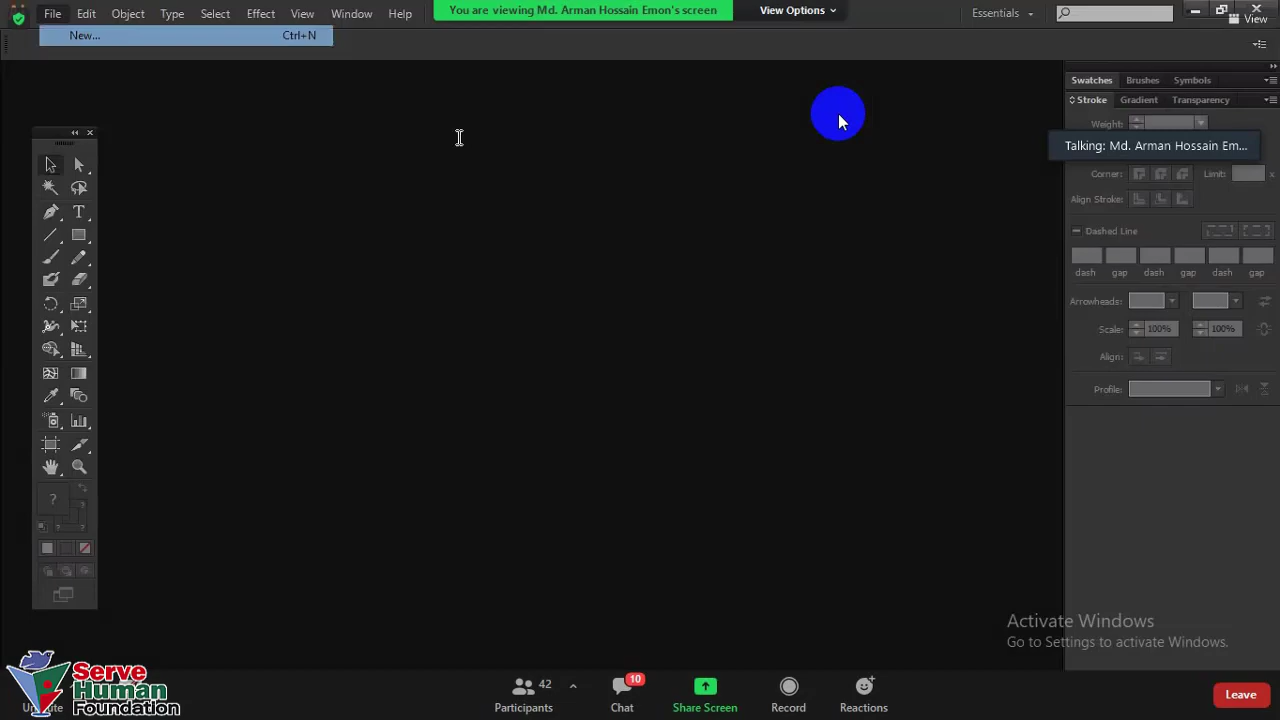 File Edit Object Type Select Effect View Window Help
You are viewing Md. Arman Hossain Emon's screen
View Options
Essentials
View
New... Ctrl+N
Swatches Brushes Symbols
Stroke Gradient Transparency
Weight:
Talking: Md. Arman Hossain Em...
Corner: Limit: x
Align Stroke:
Dashed Line
dash gap dash gap dash gap
Arrowheads:
Scale: 100% 100%
Align:
Profile:
T
?
Activate Windows
Go to Settings to activate Windows.
Serve
Human
Foundation
42
10
Participants Chat Share Screen Record Reactions
Leave